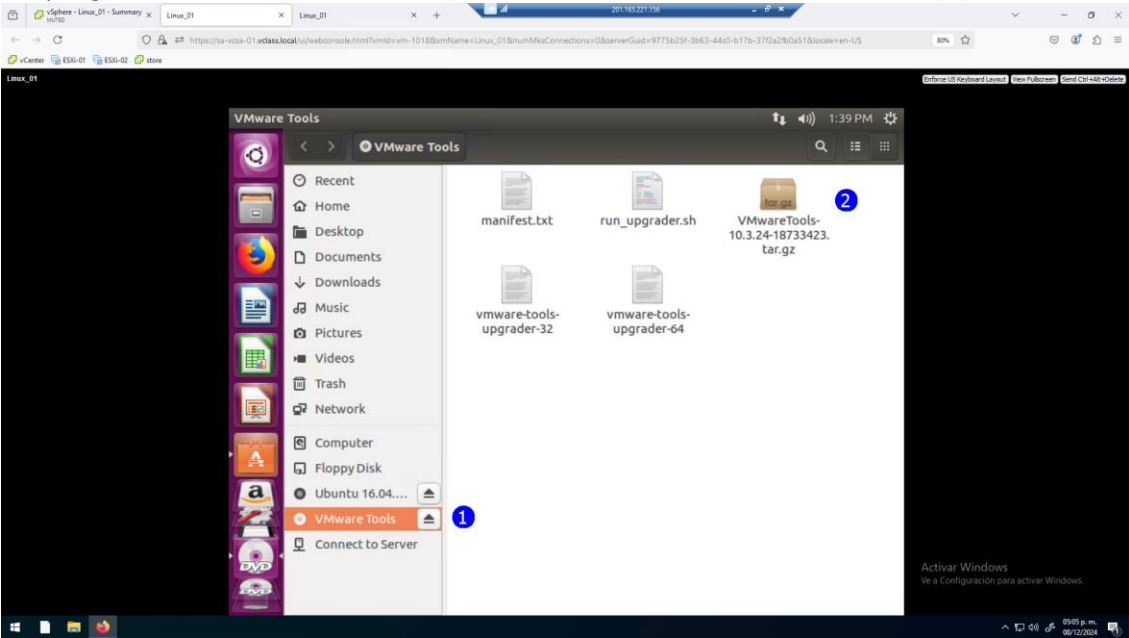 vSphere - Linux_01 - Summary
MUTED
Linux_01
Linux_01
201.163.221.156
https://sa-vcsa-01.vclass.local/ui/webconsole.html?vmId=vm-1018&vmName=Linux_01&numMksConnections=0&serverGuid=9775b25f-3b63-44c0-b17b-37f2a2fb0a51&locale=en-US
80%
vCenter ESXi-01 ESXi-02 store
Linux_01
Enforce US Keyboard Layout View Fullscreen Send Ctrl+Alt+Delete
VMware Tools
1:39 PM
VMware Tools
Recent
Home
Desktop
Documents
Downloads
Music
Pictures
Videos
Trash
Network
Computer
Floppy Disk
Ubuntu 16.04....
VMware Tools
Connect to Server
1
manifest.txt
run_upgrader.sh
tar.gz
VMwareTools-
10.3.24-18733423.
tar.gz
2
vmware-tools-
upgrader-32
vmware-tools-
upgrader-64
a
DVD
Activar Windows
Ve a Configuración para activar Windows.
05:05 p. m.
08/12/2024